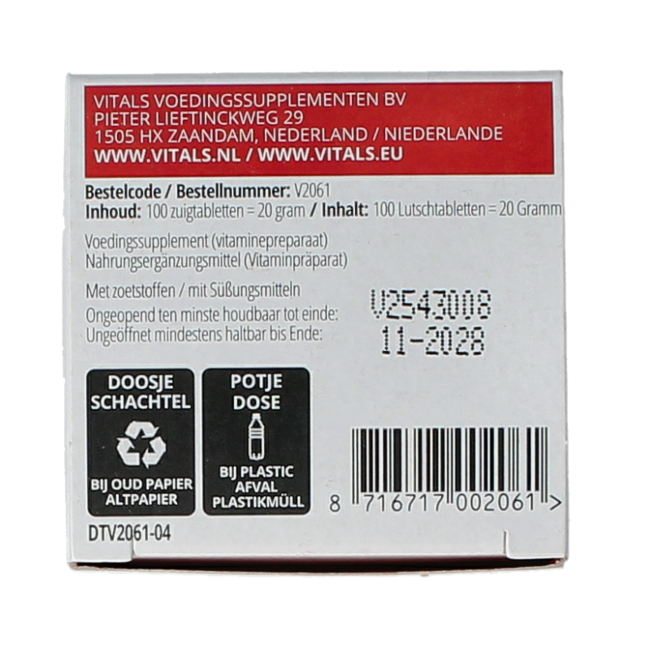 VITALS VOEDINGSSUPPLEMENTEN BV
PIETER LIEFTINCKWEG 29
1505 HX ZAANDAM, NEDERLAND / NIEDERLANDE
WWW.VITALS.NL / WWW.VITALS.EU
Bestelcode / Bestellnummer: V2061
Inhoud: 100 zuigtabletten = 20 gram / Inhalt: 100 Lutschtabletten = 20 Gramm
Voedingssupplement (vitaminepreparaat)
Nahrungsergänzungsmittel (Vitaminpräparat)
Met zoetstoffen / mit Süßungsmitteln
Ongeopend ten minste houdbaar tot einde:
Ungeöffnet mindestens haltbar bis Ende:
V2543008
11-2028
DOOSJE
SCHACHTEL
BIJ OUD PAPIER
ALTPAPIER
POTJE
DOSE
BIJ PLASTIC
AFVAL
PLASTIKMÜLL
8 716717 002061 >
DTV2061-04